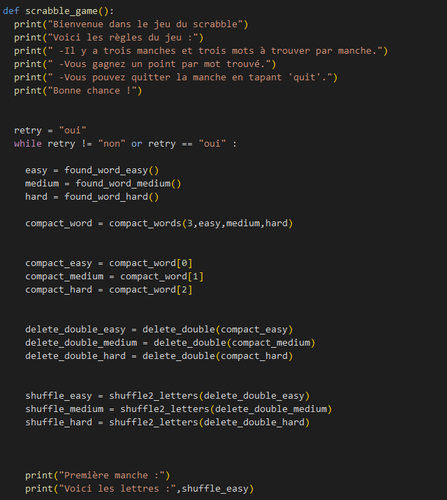 def scrabble_game():
print("Bienvenue dans le jeu du scrabble")
print("Voici les règles du jeu :")
print(" -Il y a trois manches et trois mots à trouver par manche.")
print(" -Vous gagnez un point par mot trouvé.")
print(" -Vous pouvez quitter la manche en tapant 'quit'.")
print("Bonne chance !")
retry = "oui"
while retry != "non" or retry == "oui" :
easy = found_word_easy()
medium = found_word_medium()
hard = found_word_hard()
compact_word = compact_words(3,easy,medium,hard)
compact_easy = compact_word[0]
compact_medium = compact_word[1]
compact_hard = compact_word[2]
delete_double_easy = delete_double(compact_easy)
delete_double_medium = delete_double(compact_medium)
delete_double_hard = delete_double(compact_hard)
shuffle_easy = shuffle2_letters(delete_double_easy)
shuffle_medium = shuffle2_letters(delete_double_medium)
shuffle_hard = shuffle2_letters(delete_double_hard)
print("Première manche :")
print("Voici les lettres :",shuffle_easy)